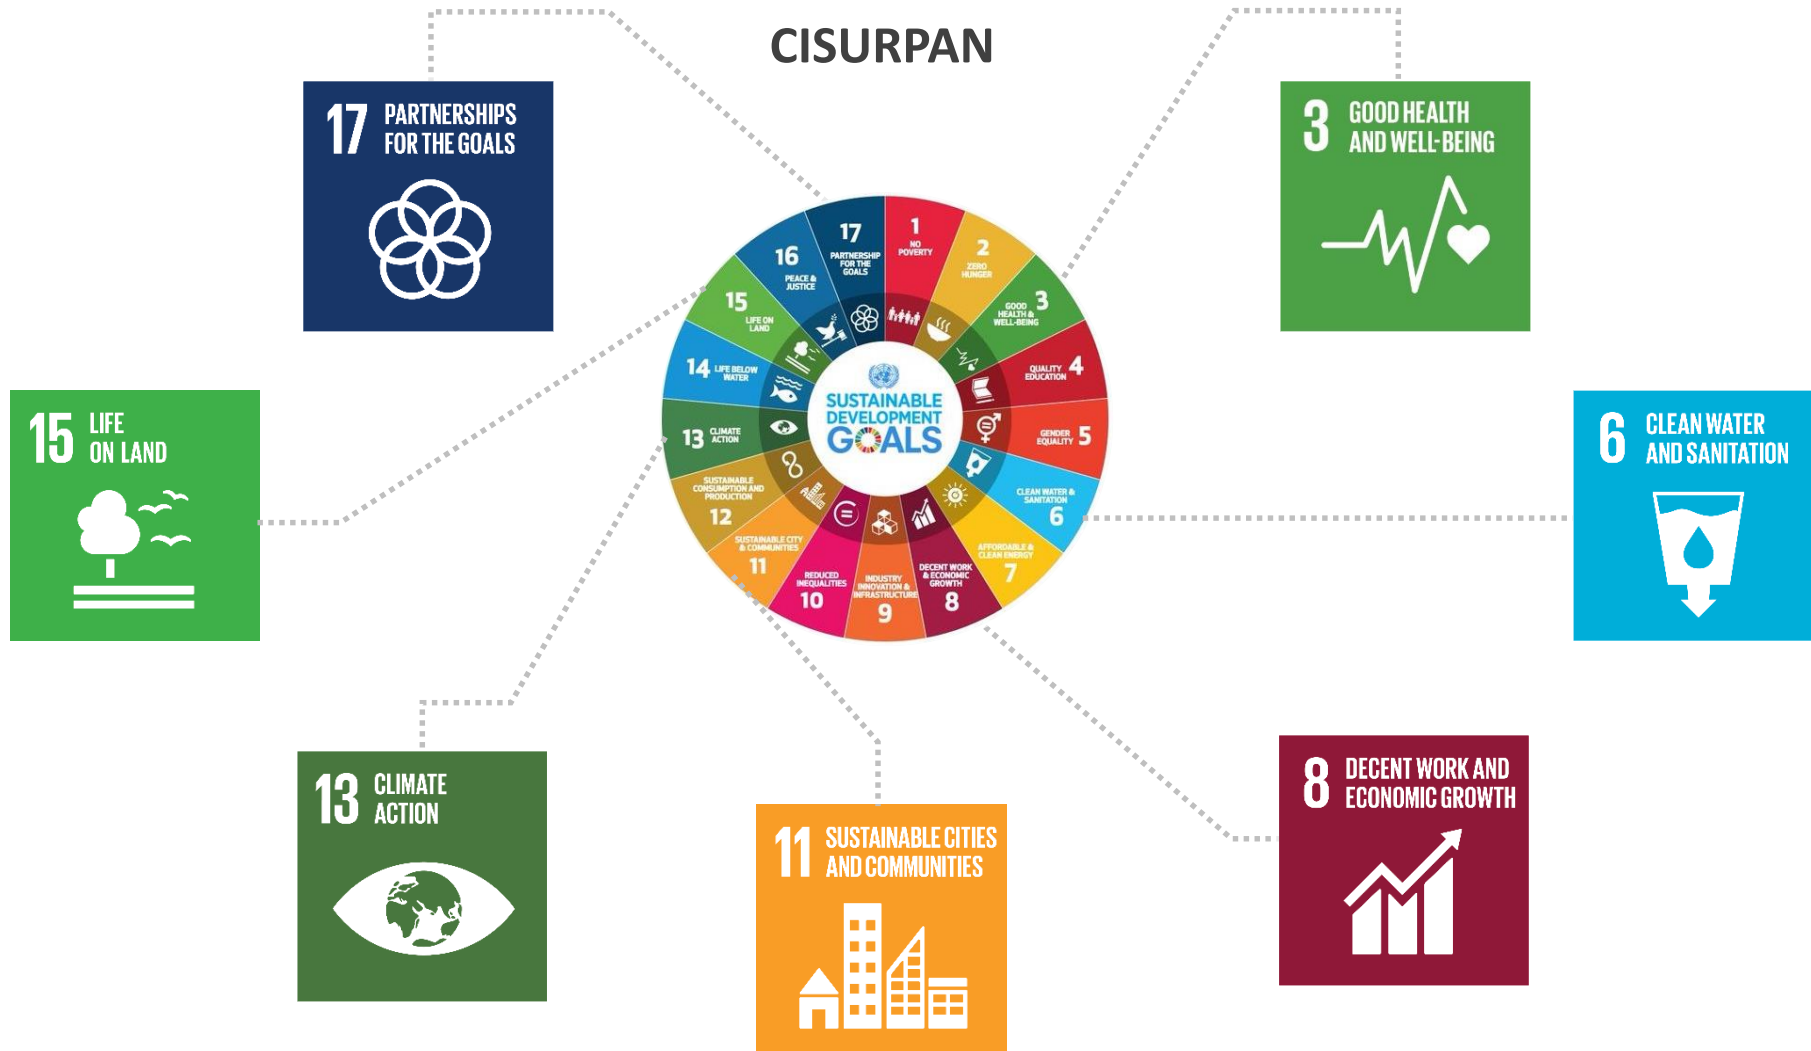 CISURPAN
17 PARTNERSHIPS
FOR THE GOALS
3 GOOD HEALTH
AND WELL-BEING
15 LIFE
ON LAND
6 CLEAN WATER
AND SANITATION
13 CLIMATE
ACTION
11 SUSTAINABLE CITIES
AND COMMUNITIES
8 DECENT WORK AND
ECONOMIC GROWTH
SUSTAINABLE
DEVELOPMENT
GOALS
1
NO
POVERTY
2
ZERO
HUNGER
3
GOOD
HEALTH &
WELL-BEING
4
QUALITY
EDUCATION
5
GENDER
EQUALITY
CLEAN WATER &
SANITATION
6
AFFORDABLE &
CLEAN ENERGY
7
DECENT WORK
& ECONOMIC
GROWTH
8
INDUSTRY
INNOVATION &
INFRASTRUCTURE
9
REDUCED
INEQUALITIES
10
SUSTAINABLE CITY
& COMMUNITIES
11
SUSTAINABLE
CONSUMPTION AND
PRODUCTION
12
13 CLIMATE
ACTION
14 LIFE BELOW
WATER
15
LIFE ON
LAND
16
PEACE &
JUSTICE
17
PARTNERSHIP
FOR THE
GOALS